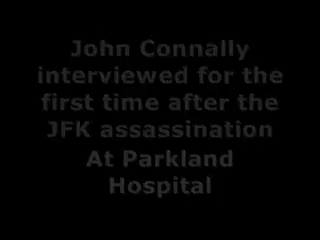 John Connally
interviewed for the
first time after the
JFK assassination
At Parkland
Hospital